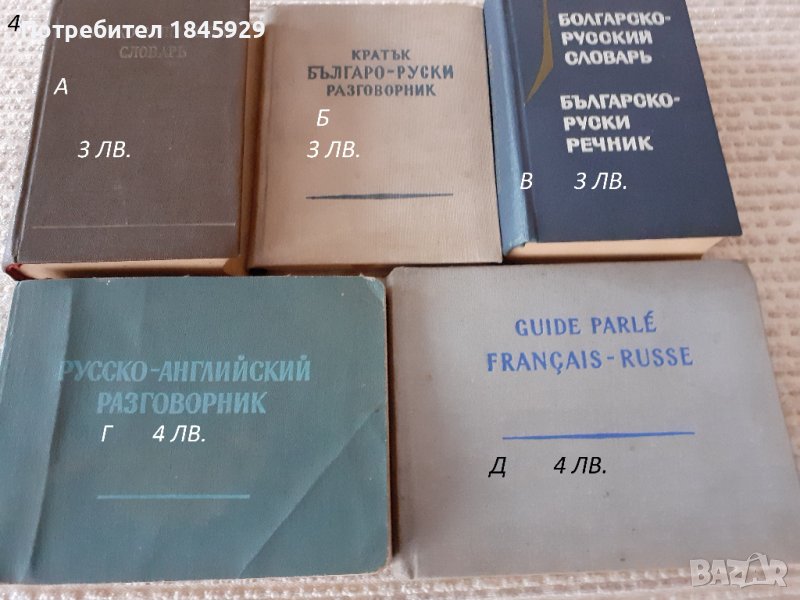 4
Потребител 1845929
СЛОВАРЬ
А
3 ЛВ.
КРАТЪК
БЪЛГАРО-РУСКИ
РАЗГОВОРНИК
Б
3 ЛВ.
БОЛГАРСКО-
РУССКИЙ
СЛОВАРЬ
БЪЛГАРСКО-
РУСКИ
РЕЧНИК
В 3 ЛВ.
РУССКО-АНГЛИЙСКИЙ
РАЗГОВОРНИК
Г 4 ЛВ.
GUIDE PARLÉ
FRANÇAIS-RUSSE
Д 4 ЛВ.
BAZAR